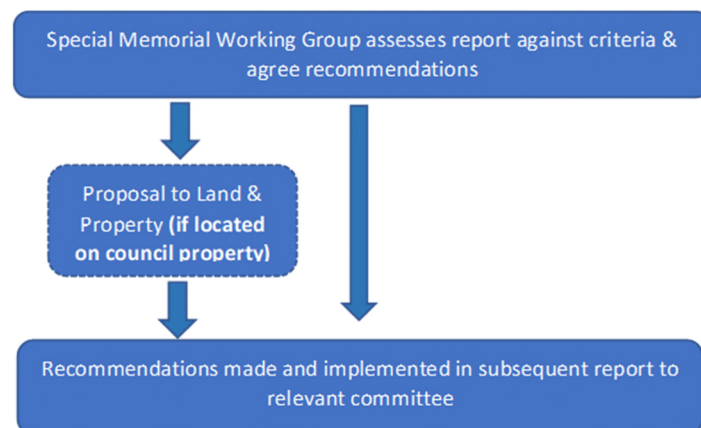 Special Memorial Working Group assesses report against criteria &
agree recommendations
Proposal to Land &
Property (if located
on council property)
Recommendations made and implemented in subsequent report to
relevant committee